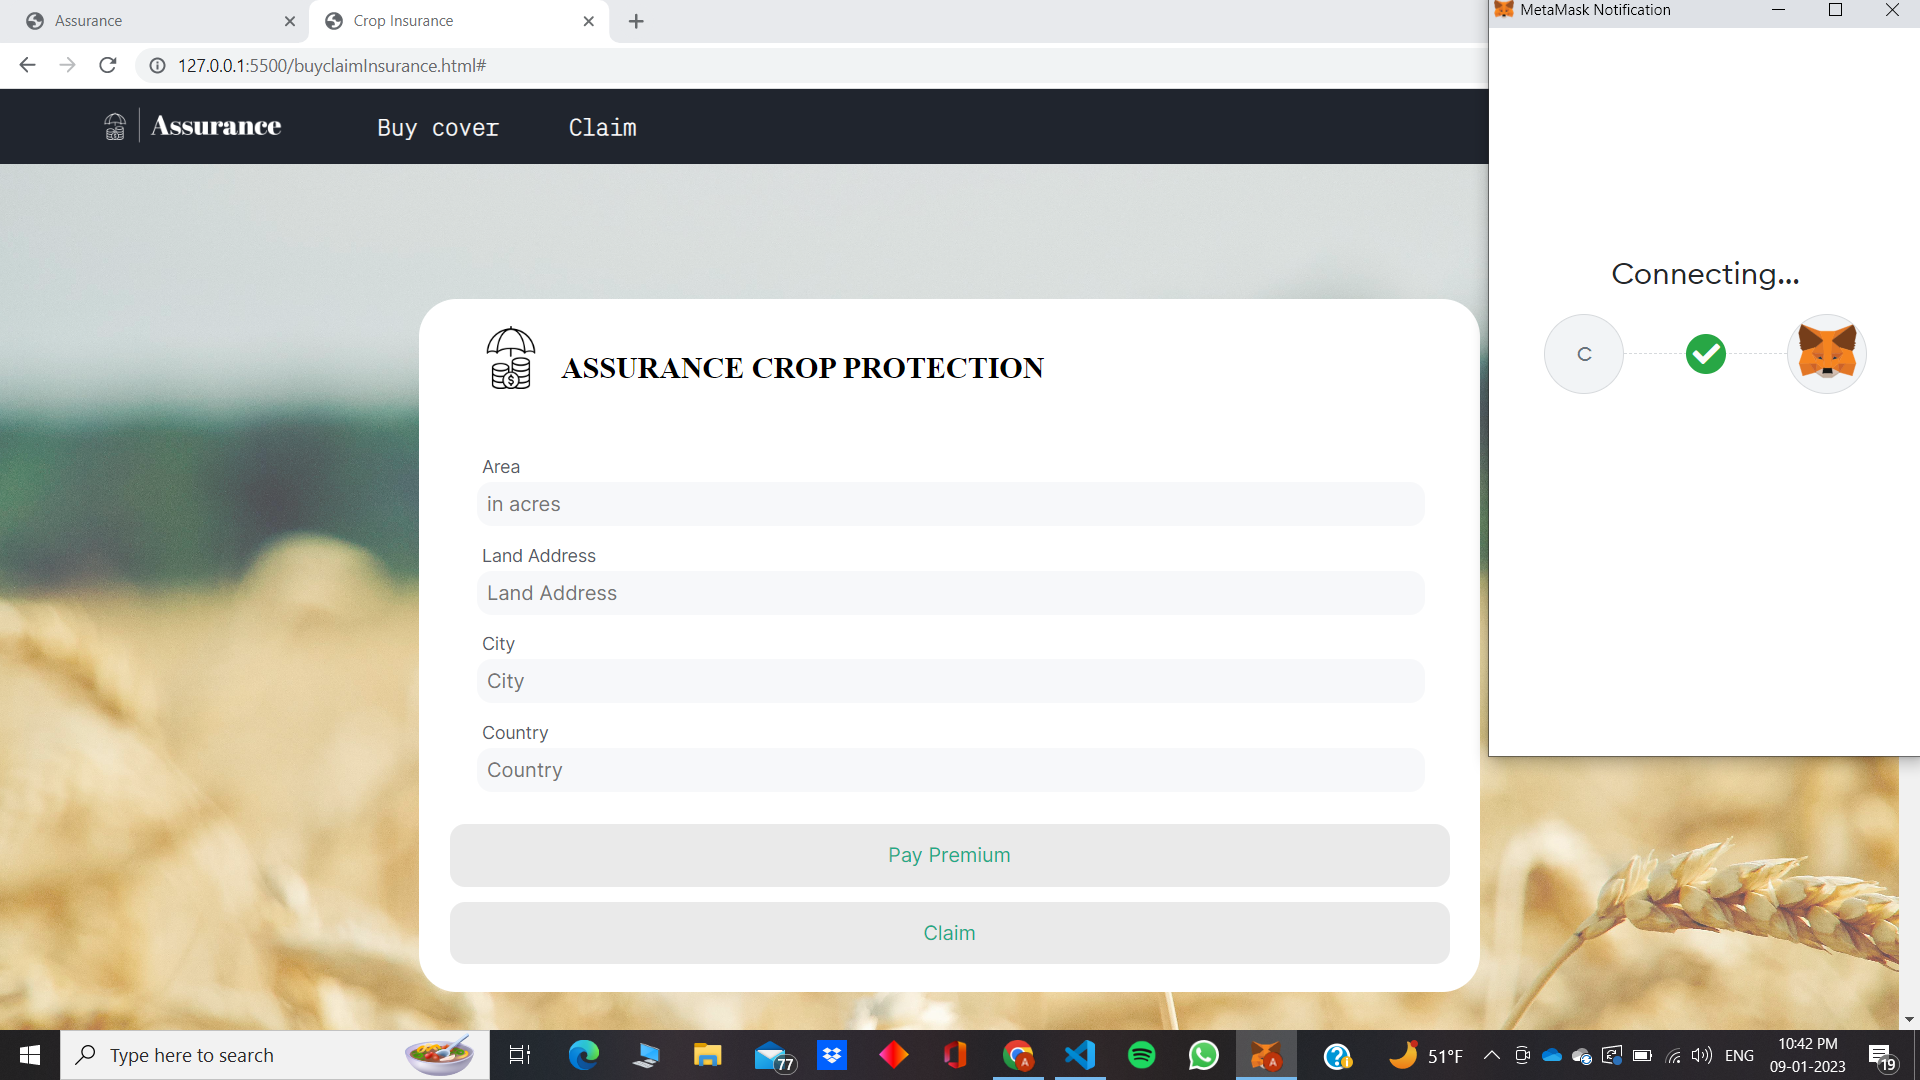 Assurance
Crop Insurance
MetaMask Notification
127.0.0.1:5500/buyclaimInsurance.html#
Assurance
Buy cover
Claim
Connecting...
C
ASSURANCE CROP PROTECTION
Area
in acres
Land Address
Land Address
City
City
Country
Country
Pay Premium
Claim
Type here to search
77
A
A
51°F
ENG
10:42 PM
09-01-2023
19